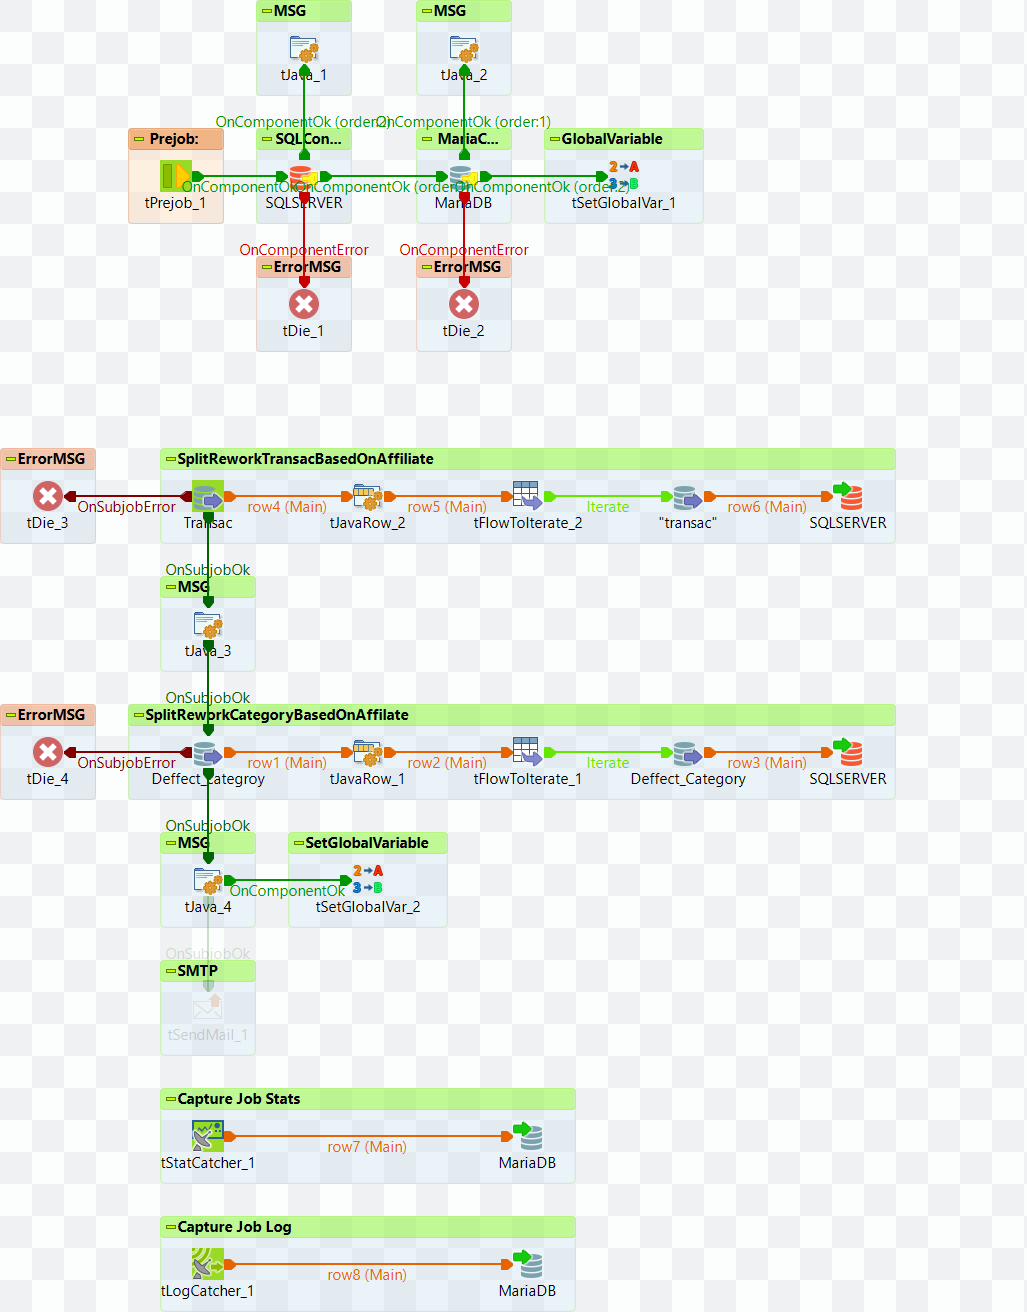 MSG
MSG
tJava_1
tJava_2
OnComponentOk (order:2)
OnComponentOk (order:1)
Prejob:
SQLCon...
MariaC...
GlobalVariable
OnComponentOk
OnComponentOk (order
OnComponentOk (order:2)
tPrejob_1
SQLSERVER
MariaDB
tSetGlobalVar_1
OnComponentError
OnComponentError
ErrorMSG
ErrorMSG
tDie_1
tDie_2
ErrorMSG
SplitReworkTransacBasedOnAffiliate
OnSubjobError
row4 (Main)
row5 (Main)
Iterate
row6 (Main)
tDie_3
Transac
tJavaRow_2
tFlowToIterate_2
"transac"
SQLSERVER
OnSubjobOk
MSG
tJava_3
OnSubjobOk
ErrorMSG
SplitReworkCategoryBasedOnAffilate
OnSubjobError
row1 (Main)
row2 (Main)
Iterate
row3 (Main)
tDie_4
Deffect_Categroy
tJavaRow_1
tFlowToIterate_1
Deffect_Category
SQLSERVER
OnSubjobOk
MSG
SetGlobalVariable
OnComponentOk
tJava_4
tSetGlobalVar_2
OnSubjobOk
SMTP
tSendMail_1
Capture Job Stats
row7 (Main)
tStatCatcher_1
MariaDB
Capture Job Log
row8 (Main)
tLogCatcher_1
MariaDB